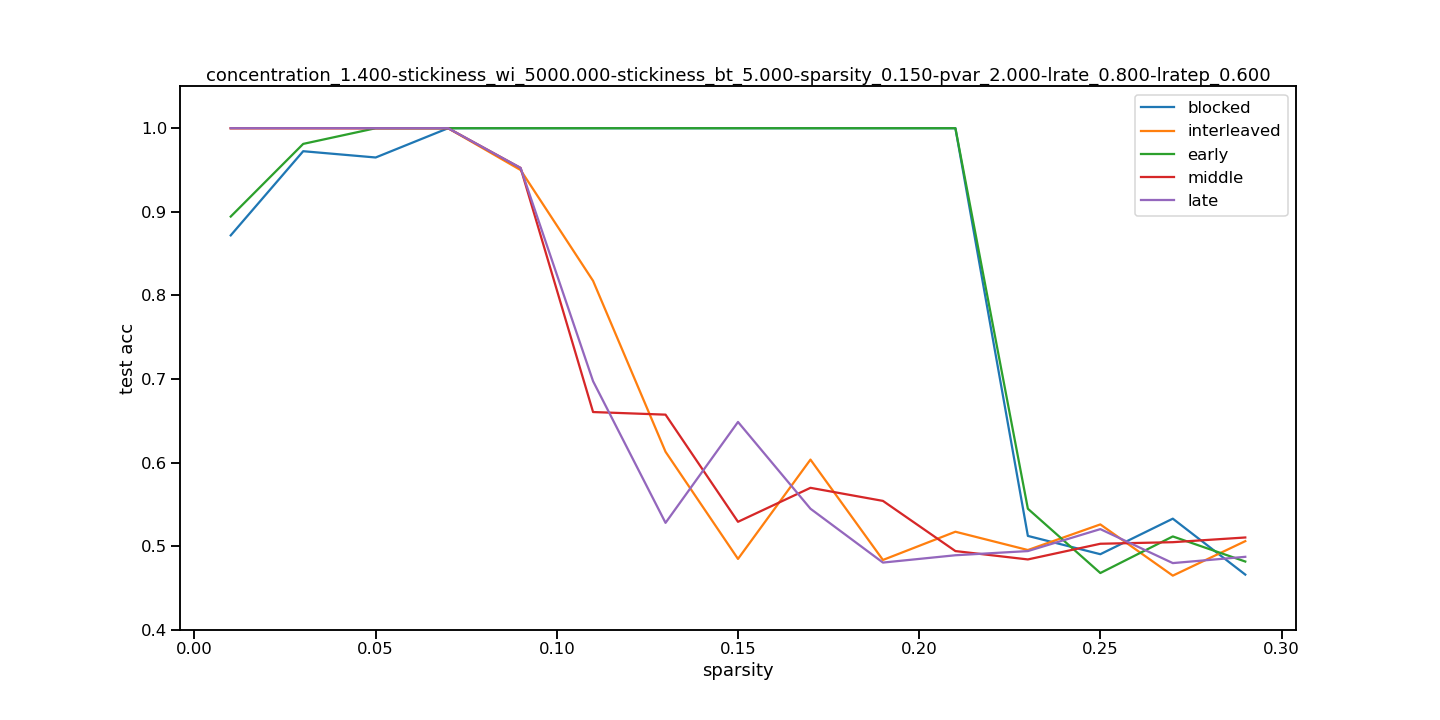 concentration_1.400-stickiness_wi_5000.000-stickiness_bt_5.000-sparsity_0.150-pvar_2.000-lrate_0.800-lratep_0.600
blocked
interleaved
early
middle
late
1.0
0.9
0.8
0.7
0.6
0.5
0.4
test acc
0.00 0.05 0.10 0.15 0.20 0.25 0.30
sparsity